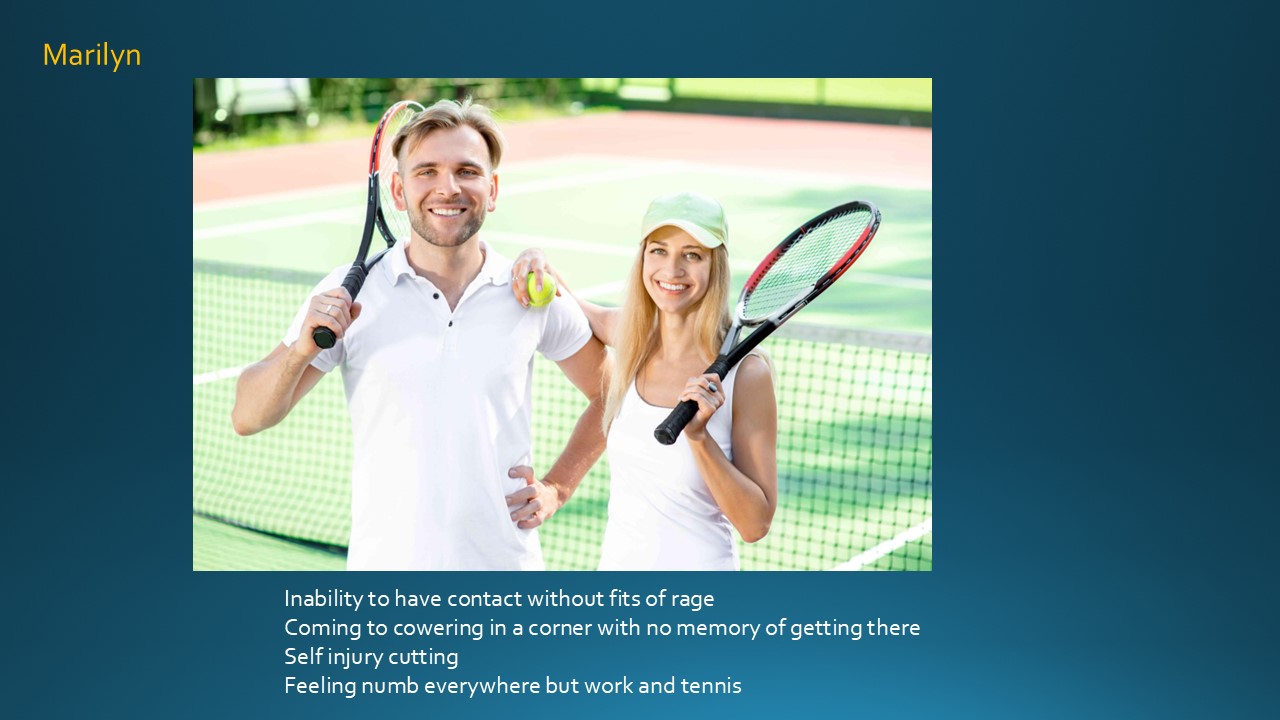 Marilyn
Inability to have contact without fits of rage
Coming to cowering in a corner with no memory of getting there
Self injury cutting
Feeling numb everywhere but work and tennis